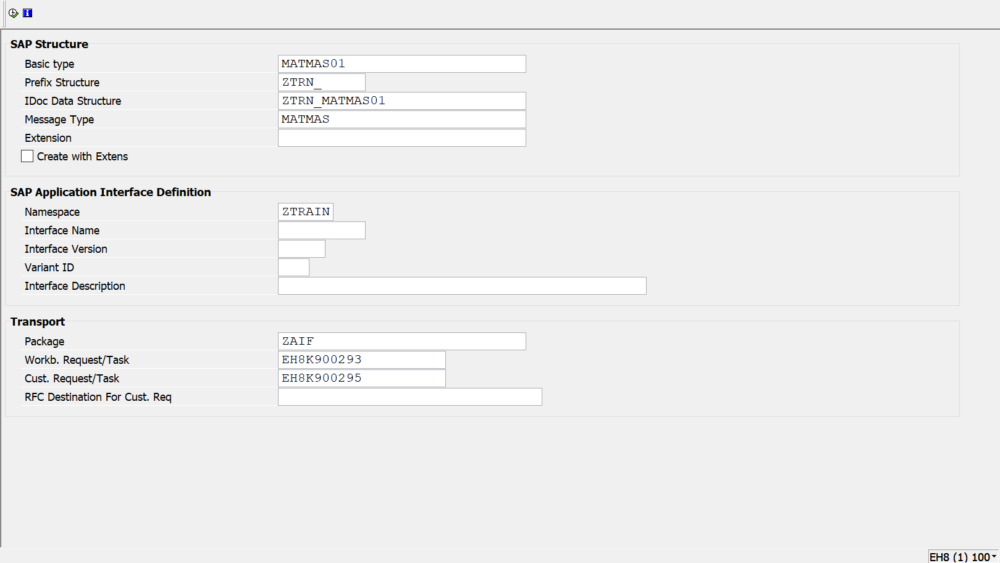 SAP Structure
Basic type MATMAS01
Prefix Structure ZTRN_
IDoc Data Structure ZTRN_MATMAS01
Message Type MATMAS
Extension
Create with Extens
SAP Application Interface Definition
Namespace ZTRAIN
Interface Name
Interface Version
Variant ID
Interface Description
Transport
Package ZAIF
Workb. Request/Task EH8K900293
Cust. Request/Task EH8K900295
RFC Destination For Cust. Req
EH8 (1) 100